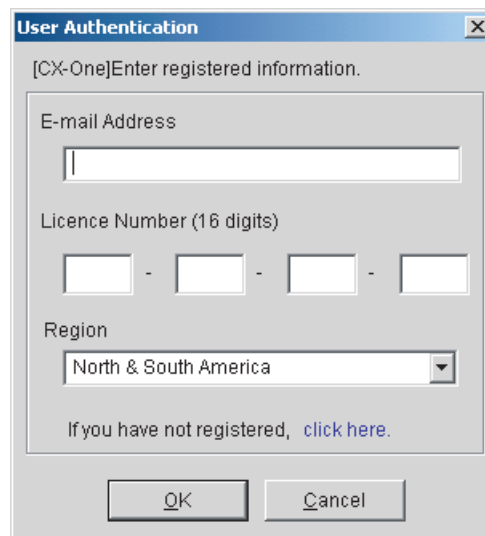 User Authentication
[CX-One]Enter registered information.
E-mail Address
Licence Number (16 digits)
- - -
Region
North & South America
If you have not registered, click here.
OK Cancel